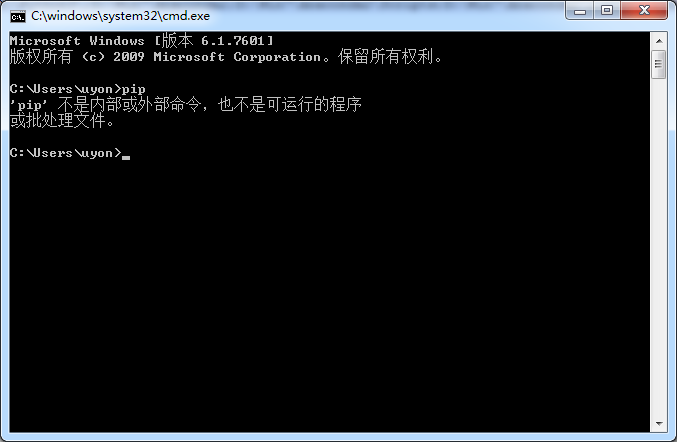 C:\windows\system32\cmd.exe
Microsoft Windows [版本 6.1.7601]
版权所有 (c) 2009 Microsoft Corporation。保留所有权利。
C:\Users\uyon>pip
'pip' 不是内部或外部命令，也不是可运行的程序
或批处理文件。
C:\Users\uyon>